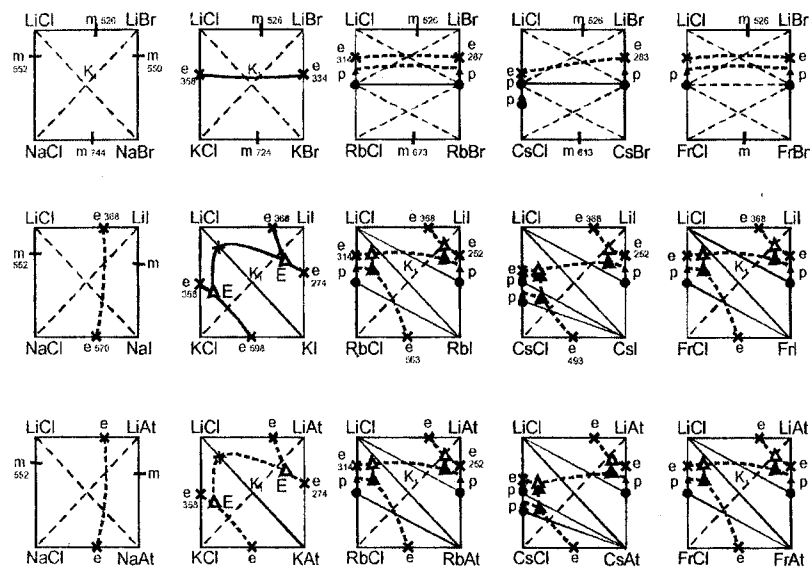 LiCl m 526 LiBr LiCl m 526 LiBr LiCl m 526 LiBr LiCl m 526 LiBr LiCl m 526 LiBr
m 552 K m 550 e 358 K e 334 e 314 p e 287 p e p p e 283 p e p e p
NaCl m 744 NaBr KCl m 724 KBr RbCl m 673 RbBr CsCl m 613 CsBr FrCl m FrBr
LiCl e 368 LiI LiCl e 368 LiI LiCl e 368 LiI LiCl e 368 LiI LiCl e 368 LiI
m 552 m e 358 E K₁ E e 274 e 314 p K₁ e 252 p e p p e 252 p e p K₁ e p
NaCl e 570 NaI KCl e 598 KI RbCl e 563 RbI CsCl e 493 CsI FrCl e FrI
LiCl e LiAt LiCl e LiAt LiCl e LiAt LiCl e LiAt LiCl e LiAt
m 552 m e 358 E K₁ E e 274 e 314 p K₁ e 252 p e p p e p e p K₁ e p
NaCl e NaAt KCl e KAt RbCl e RbAt CsCl e CsAt FrCl e FrAt